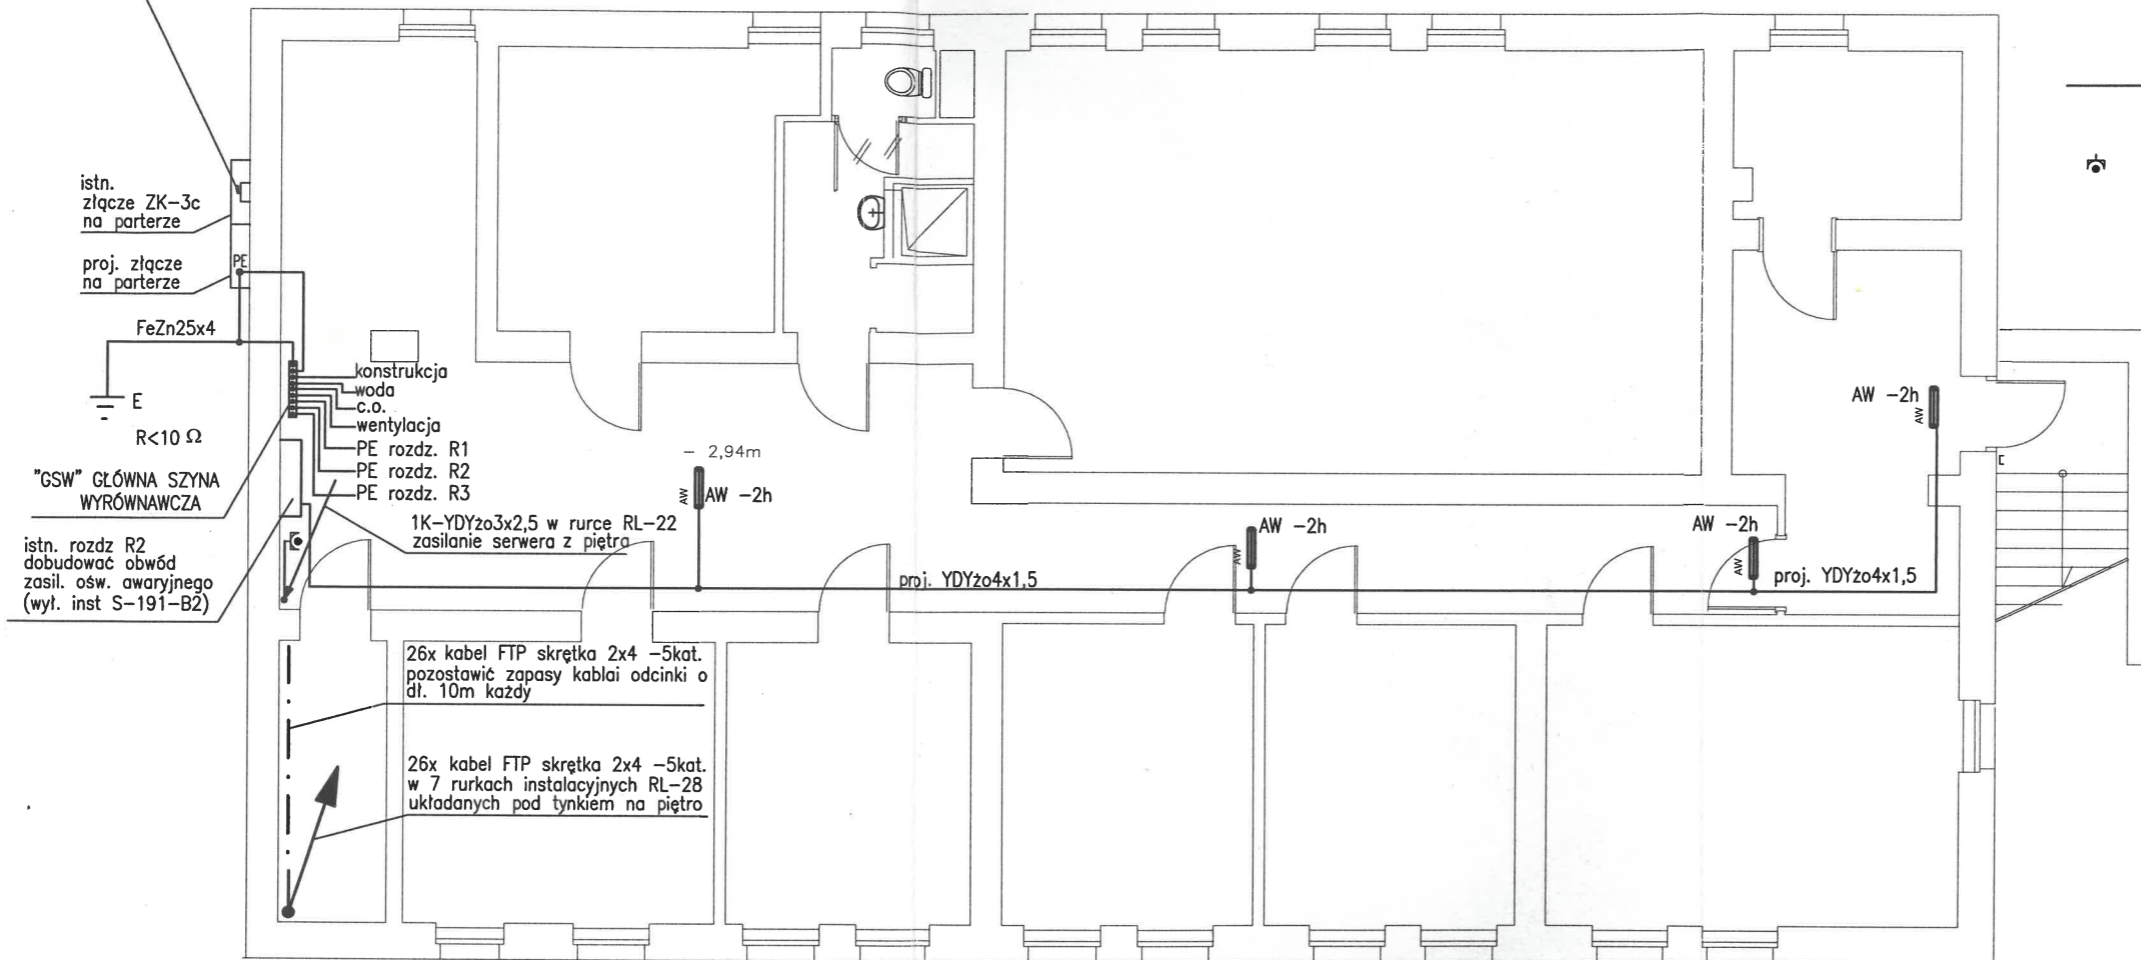 istn.
złącze ZK-3c
na parterze
proj. złącze
na parterze
PE
FeZn25x4
E
R<10 Ω
"GSW" GŁÓWNA SZYNA
WYRÓWNAWCZA
istn. rozdz R2
dobudować obwód
zasil. ośw. awaryjnego
(wył. inst S-191-B2)
konstrukcja
woda
c.o.
wentylacja
PE rozdz. R1
PE rozdz. R2
PE rozdz. R3
1K-YDYżo3x2,5 w rurce RL-22
zasilanie serwera z piętra
- 2,94m
AW
AW -2h
proj. YDYżo4x1,5
AW
AW -2h
AW
AW -2h
proj. YDYżo4x1,5
AW
AW -2h
E
26x kabel FTP skrętka 2x4 -5kat.
pozostawić zapasy kablai odcinki o
dł. 10m każdy
26x kabel FTP skrętka 2x4 -5kat.
w 7 rurkach instalacyjnych RL-28
układanych pod tynkiem na piętro